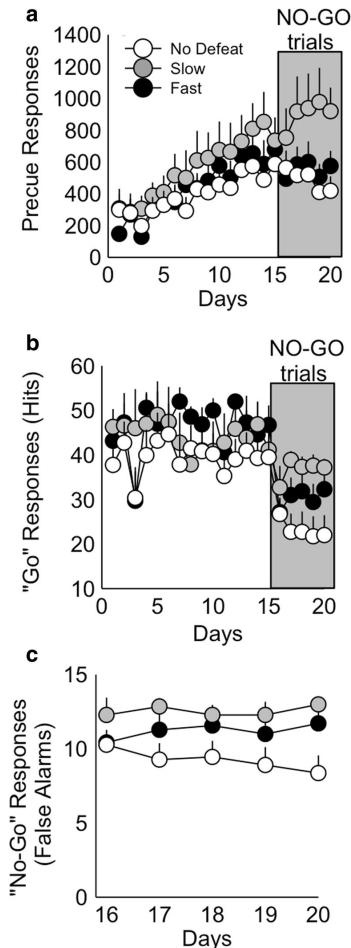 a
NO-GO
trials
1400
1200
1000
800
600
400
200
0
Precue Responses
No Defeat
Slow
Fast
0 5 10 15 20
Days
b
NO-GO
trials
60
50
40
30
20
10
"Go" Responses (Hits)
0 5 10 15 20
Days
c
15
10
5
0
"No-Go" Responses
(False Alarms)
16 17 18 19 20
Days